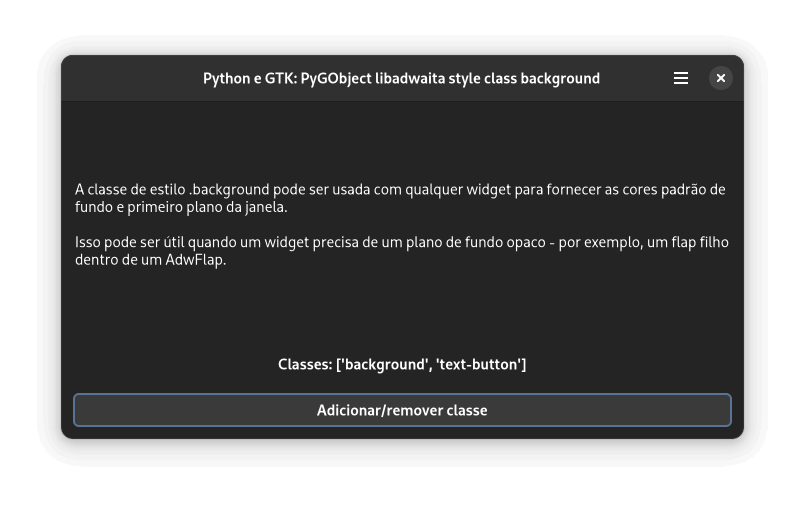 Python e GTK: PyGObject libadwaita style class background
A classe de estilo .background pode ser usada com qualquer widget para fornecer as cores padrão de
fundo e primeiro plano da janela.
Isso pode ser útil quando um widget precisa de um plano de fundo opaco - por exemplo, um flap filho
dentro de um AdwFlap.
Classes: ['background', 'text-button']
Adicionar/remover classe